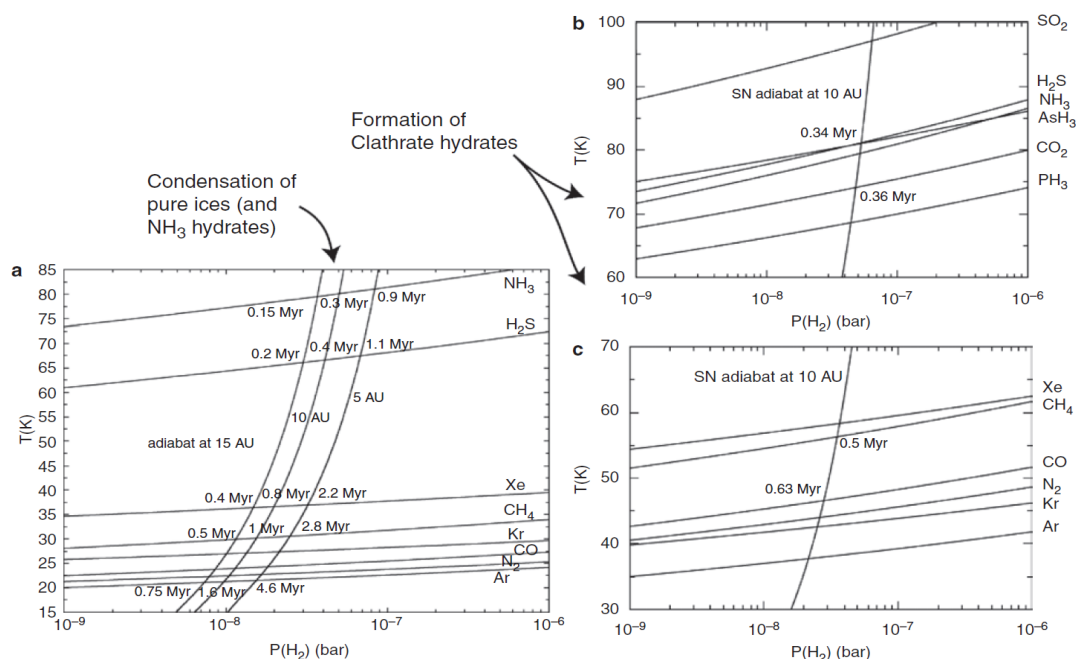 Condensation of
pure ices (and
NH₃ hydrates)
Formation of
Clathrate hydrates
a
T(K)
85
80
75
70
65
60
55
50
45
40
35
30
25
20
15
NH₃
0.15 Myr
0.3 Myr
0.9 Myr
H₂S
0.2 Myr
0.4 Myr
1.1 Myr
5 AU
10 AU
adiabat at 15 AU
Xe
0.4 Myr
0.8 Myr
2.2 Myr
CH₄
0.5 Myr
1 Myr
2.8 Myr
Kr
CO
N₂
Ar
0.75 Myr
1.6 Myr
4.6 Myr
10⁻⁹
10⁻⁸
10⁻⁷
10⁻⁶
P(H₂) (bar)
b
T(K)
100
90
80
70
60
SO₂
SN adiabat at 10 AU
H₂S
NH₃
AsH₃
0.34 Myr
CO₂
PH₃
0.36 Myr
10⁻⁹
10⁻⁸
10⁻⁷
10⁻⁶
P(H₂) (bar)
c
T(K)
70
60
50
40
30
SN adiabat at 10 AU
Xe
CH₄
0.5 Myr
CO
0.63 Myr
N₂
Kr
Ar
10⁻⁹
10⁻⁸
10⁻⁷
10⁻⁶
P(H₂) (bar)